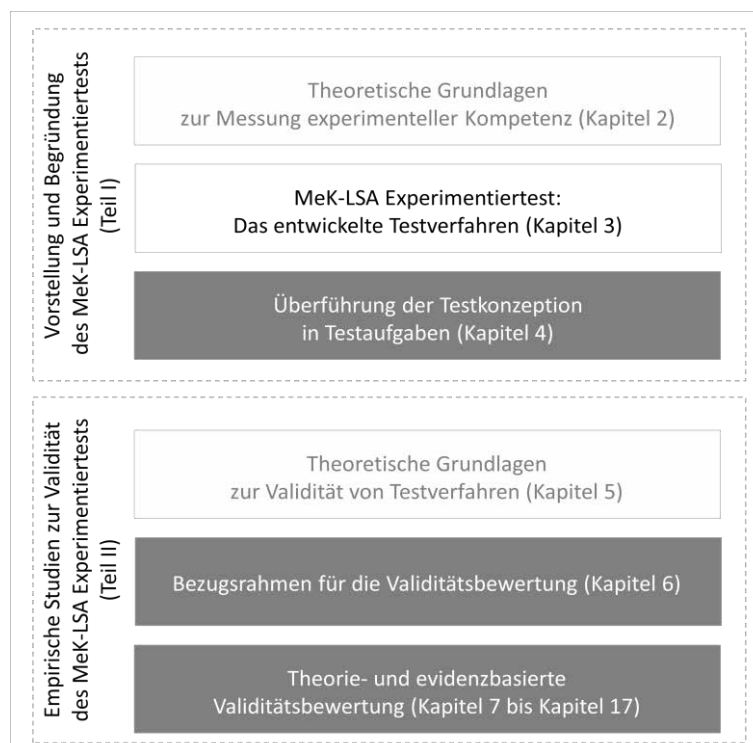 Vorstellung und Begründung
des MeK-LSA Experimentiertests
(Teil I)
Theoretische Grundlagen
zur Messung experimenteller Kompetenz (Kapitel 2)
MeK-LSA Experimentiertest:
Das entwickelte Testverfahren (Kapitel 3)
Überführung der Testkonzeption
in Testaufgaben (Kapitel 4)
Empirische Studien zur Validität
des MeK-LSA Experimentiertests
(Teil II)
Theoretische Grundlagen
zur Validität von Testverfahren (Kapitel 5)
Bezugsrahmen für die Validitätsbewertung (Kapitel 6)
Theorie- und evidenzbasierte
Validitätsbewertung (Kapitel 7 bis Kapitel 17)